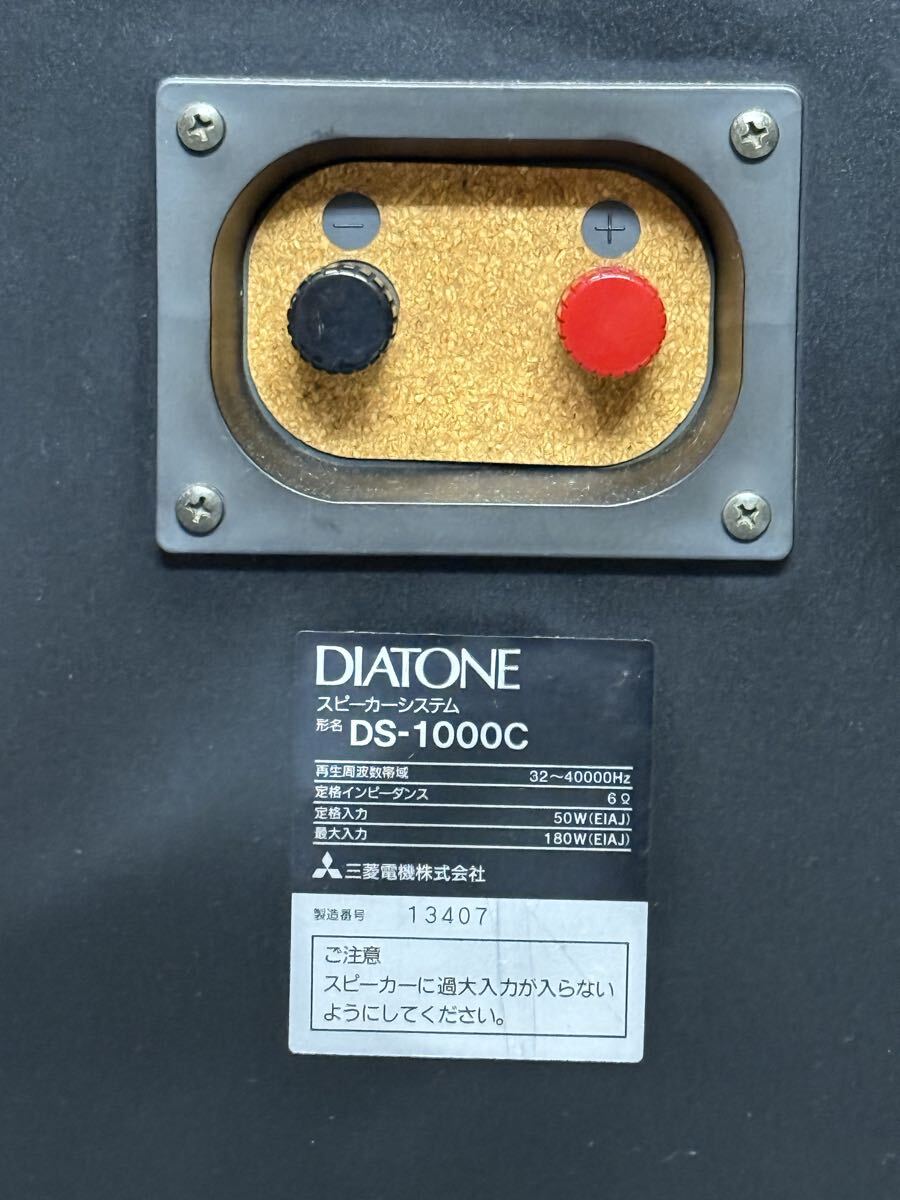 − +
DIATONE
スピーカーシステム
形名 DS-1000C
再生周波数帯域 32～40000Hz
定格インピーダンス 6Ω
定格入力 50W(EIAJ)
最大入力 180W(EIAJ)
三菱電機株式会社
製造番号 13407
ご注意
スピーカーに過大入力が入らない
ようにしてください。